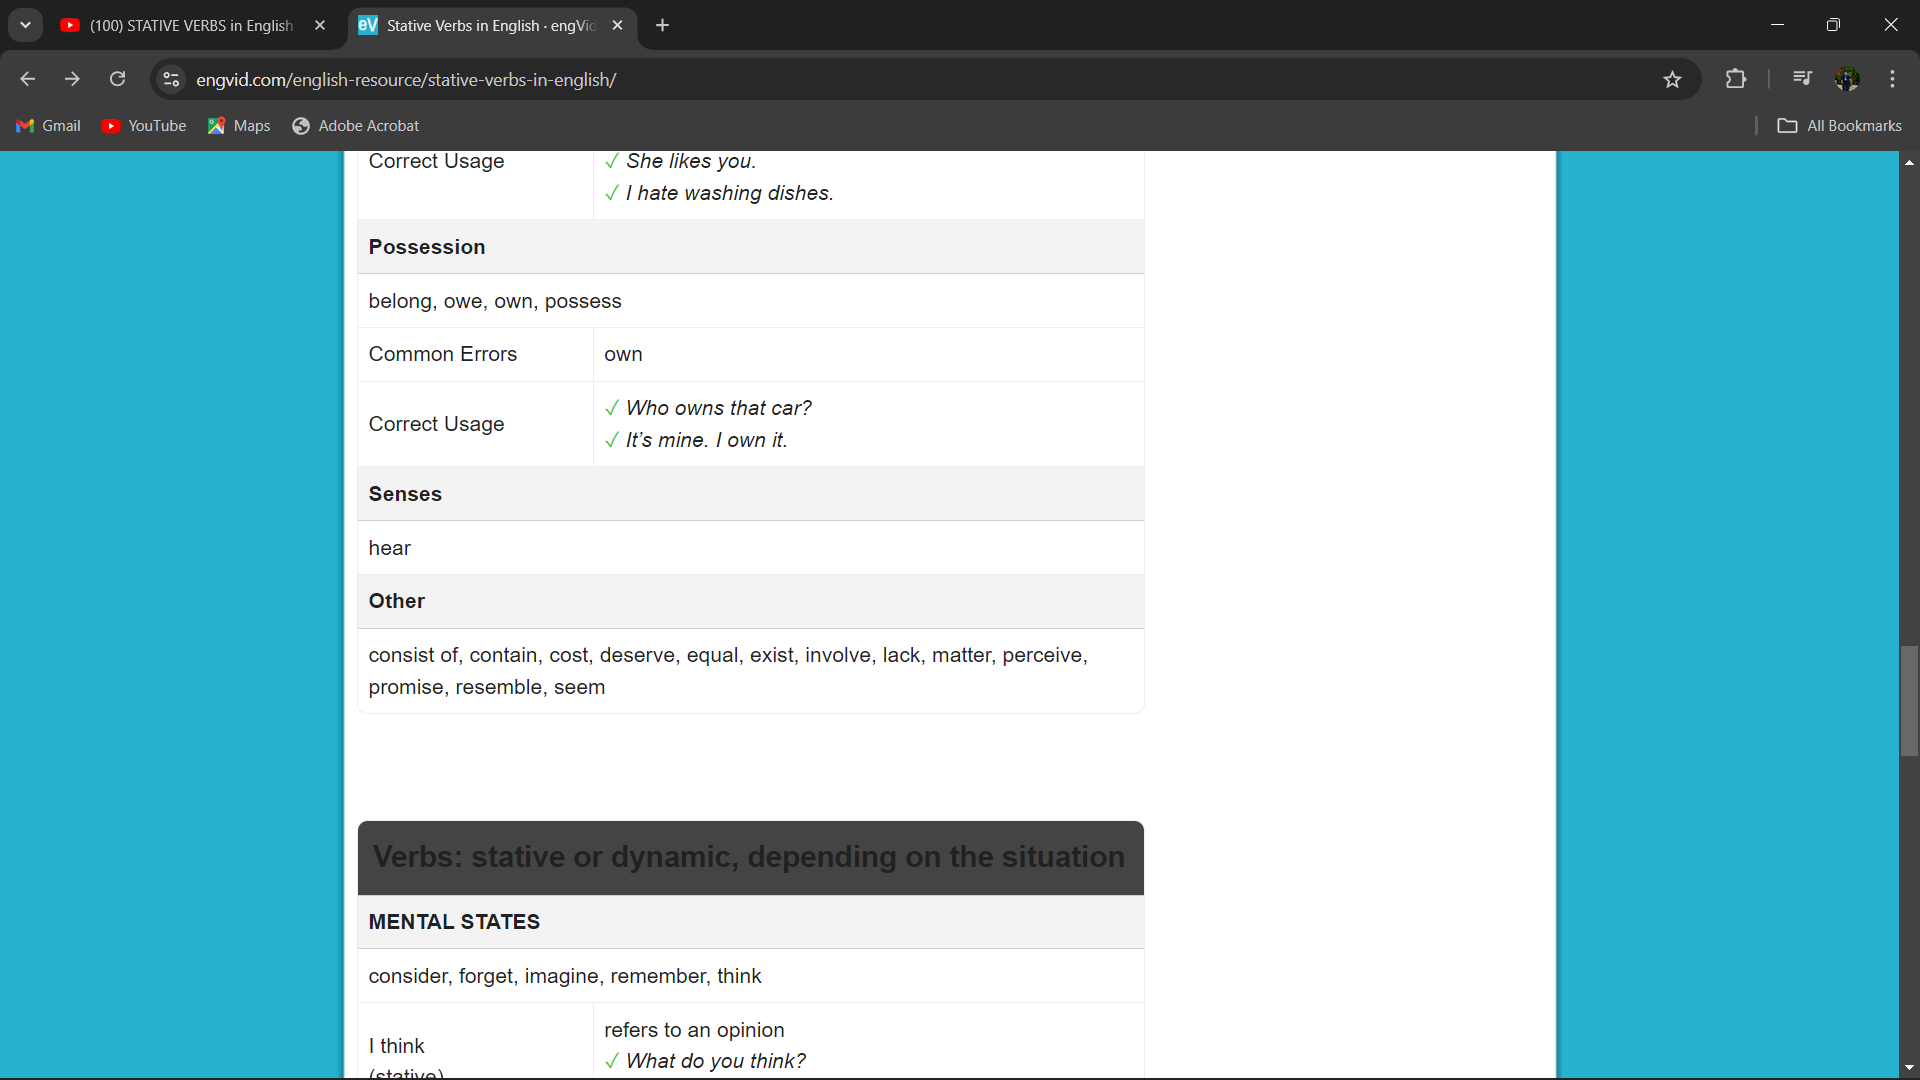 (100) STATIVE VERBS in English
Stative Verbs in English · engVid
engvid.com/english-resource/stative-verbs-in-english/
Gmail
YouTube
Maps
Adobe Acrobat
All Bookmarks
Correct Usage
✓ She likes you.
✓ I hate washing dishes.
Possession
belong, owe, own, possess
Common Errors
own
Correct Usage
✓ Who owns that car?
✓ It’s mine. I own it.
Senses
hear
Other
consist of, contain, cost, deserve, equal, exist, involve, lack, matter, perceive,
promise, resemble, seem
Verbs: stative or dynamic, depending on the situation
MENTAL STATES
consider, forget, imagine, remember, think
I think
(stative)
refers to an opinion
✓ What do you think?